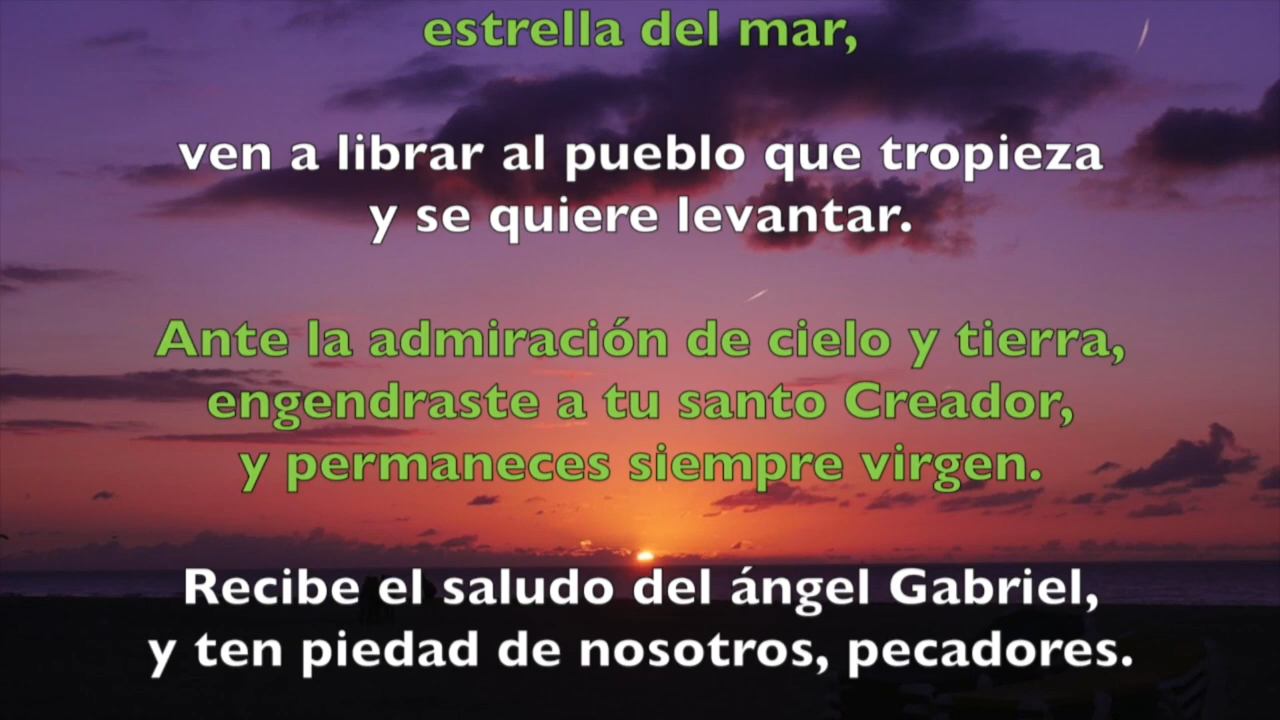 estrella del mar,
ven a librar al pueblo que tropieza
y se quiere levantar.
Ante la admiración de cielo y tierra,
engendraste a tu santo Creador,
y permaneces siempre virgen.
Recibe el saludo del ángel Gabriel,
y ten piedad de nosotros, pecadores.